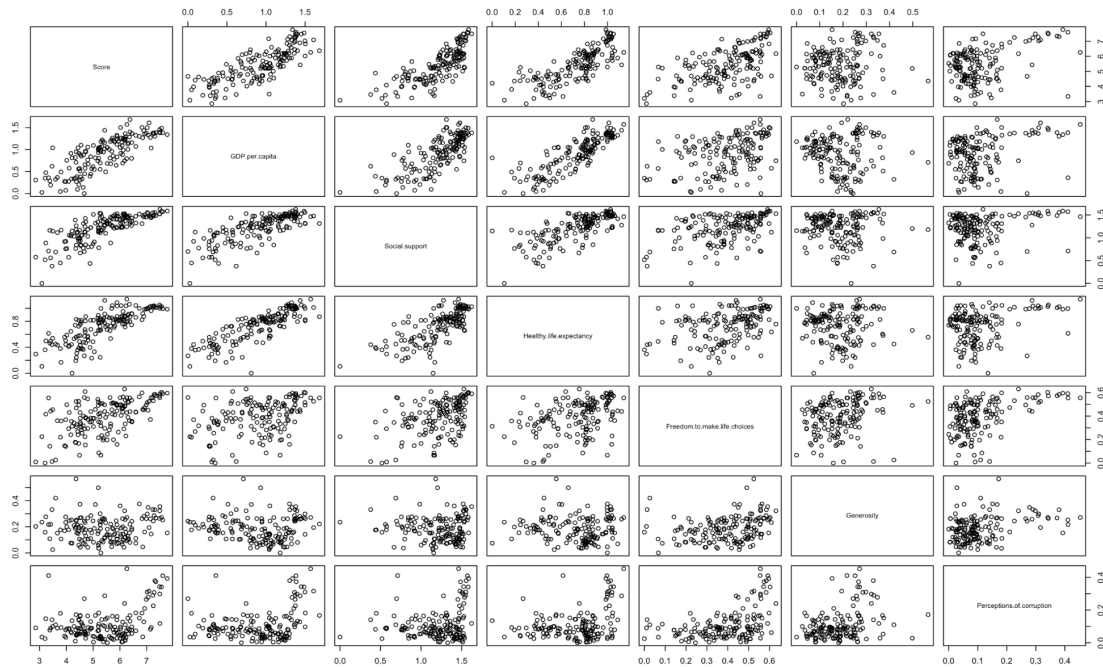 0.0 0.5 1.0 1.5
0.0 0.2 0.4 0.6 0.8 1.0
0.0 0.1 0.2 0.3 0.4 0.5
Score
3 4 5 6 7
0.0 0.5 1.0 1.5
GDP.per.capita
Social.support
0.0 0.5 1.0 1.5
0.0 0.4 0.8
Healthy.life.expectancy
Freedom.to.make.life.choices
0.0 0.1 0.2 0.3 0.4 0.5 0.6
0.0 0.2 0.4
Generosity
Perceptions.of.corruption
0.0 0.1 0.2 0.3 0.4
3 4 5 6 7
0.0 0.5 1.0 1.5
0.0 0.1 0.2 0.3 0.4 0.5 0.6
0.0 0.1 0.2 0.3 0.4